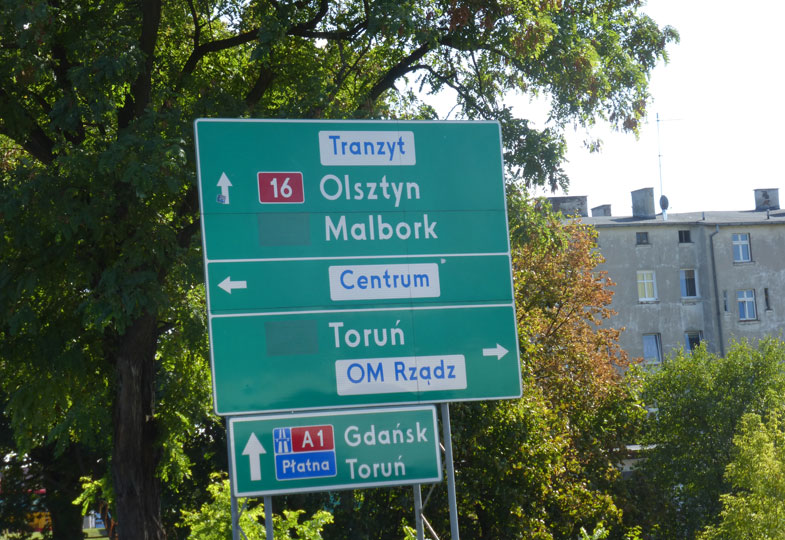 Tranzyt
16 Olsztyn
Malbork
Centrum
Toruń
OM Rządz
A1 Gdańsk
Płatna Toruń